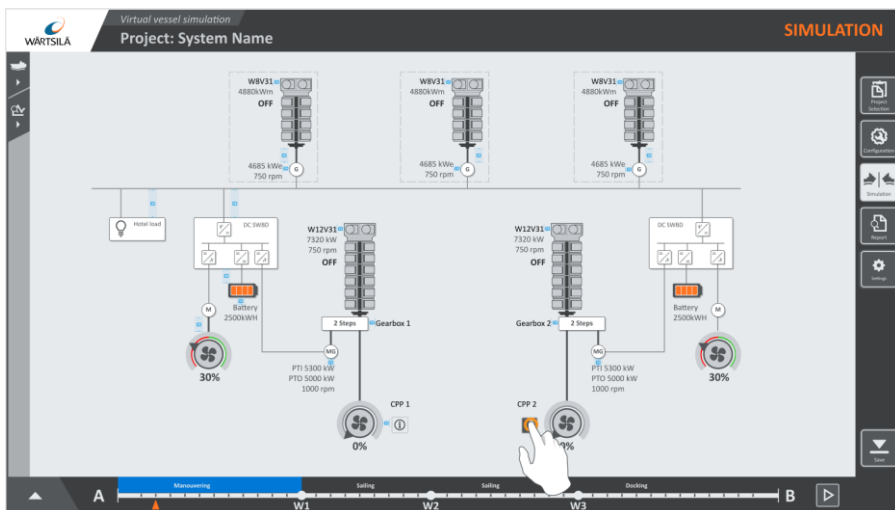 WÄRTSILÄ
Virtual vessel simulation
Project: System Name
SIMULATION
W8V31
4880kWm
OFF
4685 kWe
750 rpm
G
W8V31
4880kWm
OFF
4685 kWe
750 rpm
G
W8V31
4880kWm
OFF
4685 kWe
750 rpm
G
Hotel load
DC SWBD
W12V31
7320 kW
750 rpm
OFF
W12V31
7320 kW
750 rpm
OFF
DC SWBD
M
Battery
2500kWH
30%
2 Steps
Gearbox 1
MG
PTI 5300 kW
PTO 5000 kW
1000 rpm
CPP 1
0%
Gearbox 2
2 Steps
MG
PTI 5300 kW
PTO 5000 kW
1000 rpm
CPP 2
0%
Battery
2500kWH
M
30%
Project
Selection
Configuration
Simulation
Report
Settings
Save
A
Manouvering
Sailing
Sailing
Docking
B
W1
W2
W3